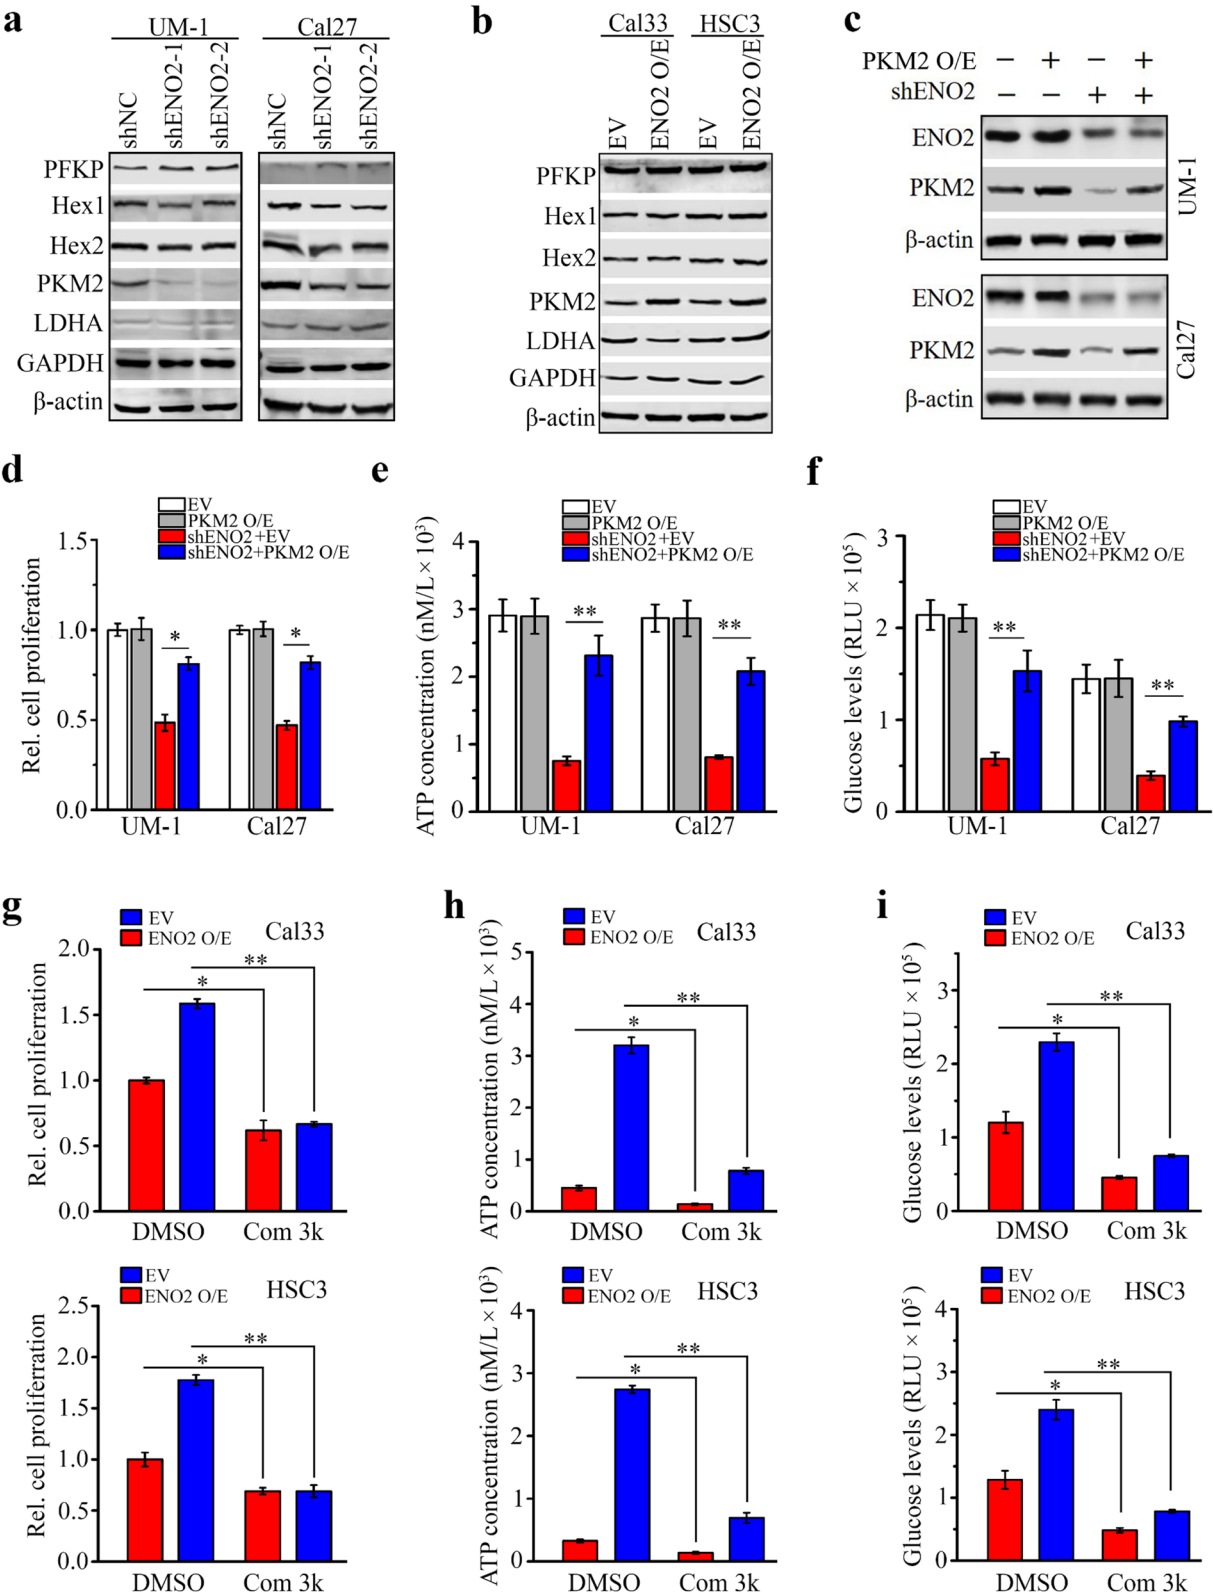 a
UM-1
Cal27
shNC
shENO2-1
shENO2-2
shNC
shENO2-1
shENO2-2
PFKP
Hex1
Hex2
PKM2
LDHA
GAPDH
β-actin
b
Cal33
HSC3
EV
ENO2 O/E
EV
ENO2 O/E
PFKP
Hex1
Hex2
PKM2
LDHA
GAPDH
β-actin
c
PKM2 O/E − + − +
shENO2 − − + +
ENO2
PKM2
β-actin
UM-1
ENO2
PKM2
β-actin
Cal27
d
EV
PKM2 O/E
shENO2+EV
shENO2+PKM2 O/E
Rel. cell proliferation
1.5
1.0
0.5
0.0
*
*
UM-1
Cal27
e
EV
PKM2 O/E
shENO2+EV
shENO2+PKM2 O/E
ATP concentration (nM/L × 10³)
4
3
2
1
0
**
**
UM-1
Cal27
f
EV
PKM2 O/E
shENO2+EV
shENO2+PKM2 O/E
Glucose levels (RLU × 10⁵)
3
2
1
0
**
**
UM-1
Cal27
g
EV
ENO2 O/E
Cal33
Rel. cell proliferration
2.0
1.5
1.0
0.5
0.0
**
*
DMSO
Com 3k
EV
ENO2 O/E
HSC3
Rel. cell proliferration
2.5
2.0
1.5
1.0
0.5
0.0
**
*
DMSO
Com 3k
h
EV
ENO2 O/E
Cal33
ATP concentration (nM/L × 10³)
5
4
3
2
1
0
**
*
DMSO
Com 3k
EV
ENO2 O/E
HSC3
ATP concentration (nM/L × 10³)
4
3
2
1
0
**
*
DMSO
Com 3k
i
EV
ENO2 O/E
Cal33
Glucose levels (RLU × 10⁵)
3
2
1
0
**
*
DMSO
Com 3k
EV
ENO2 O/E
HSC3
Glucose levels (RLU × 10⁵)
4
3
2
1
0
**
*
DMSO
Com 3k